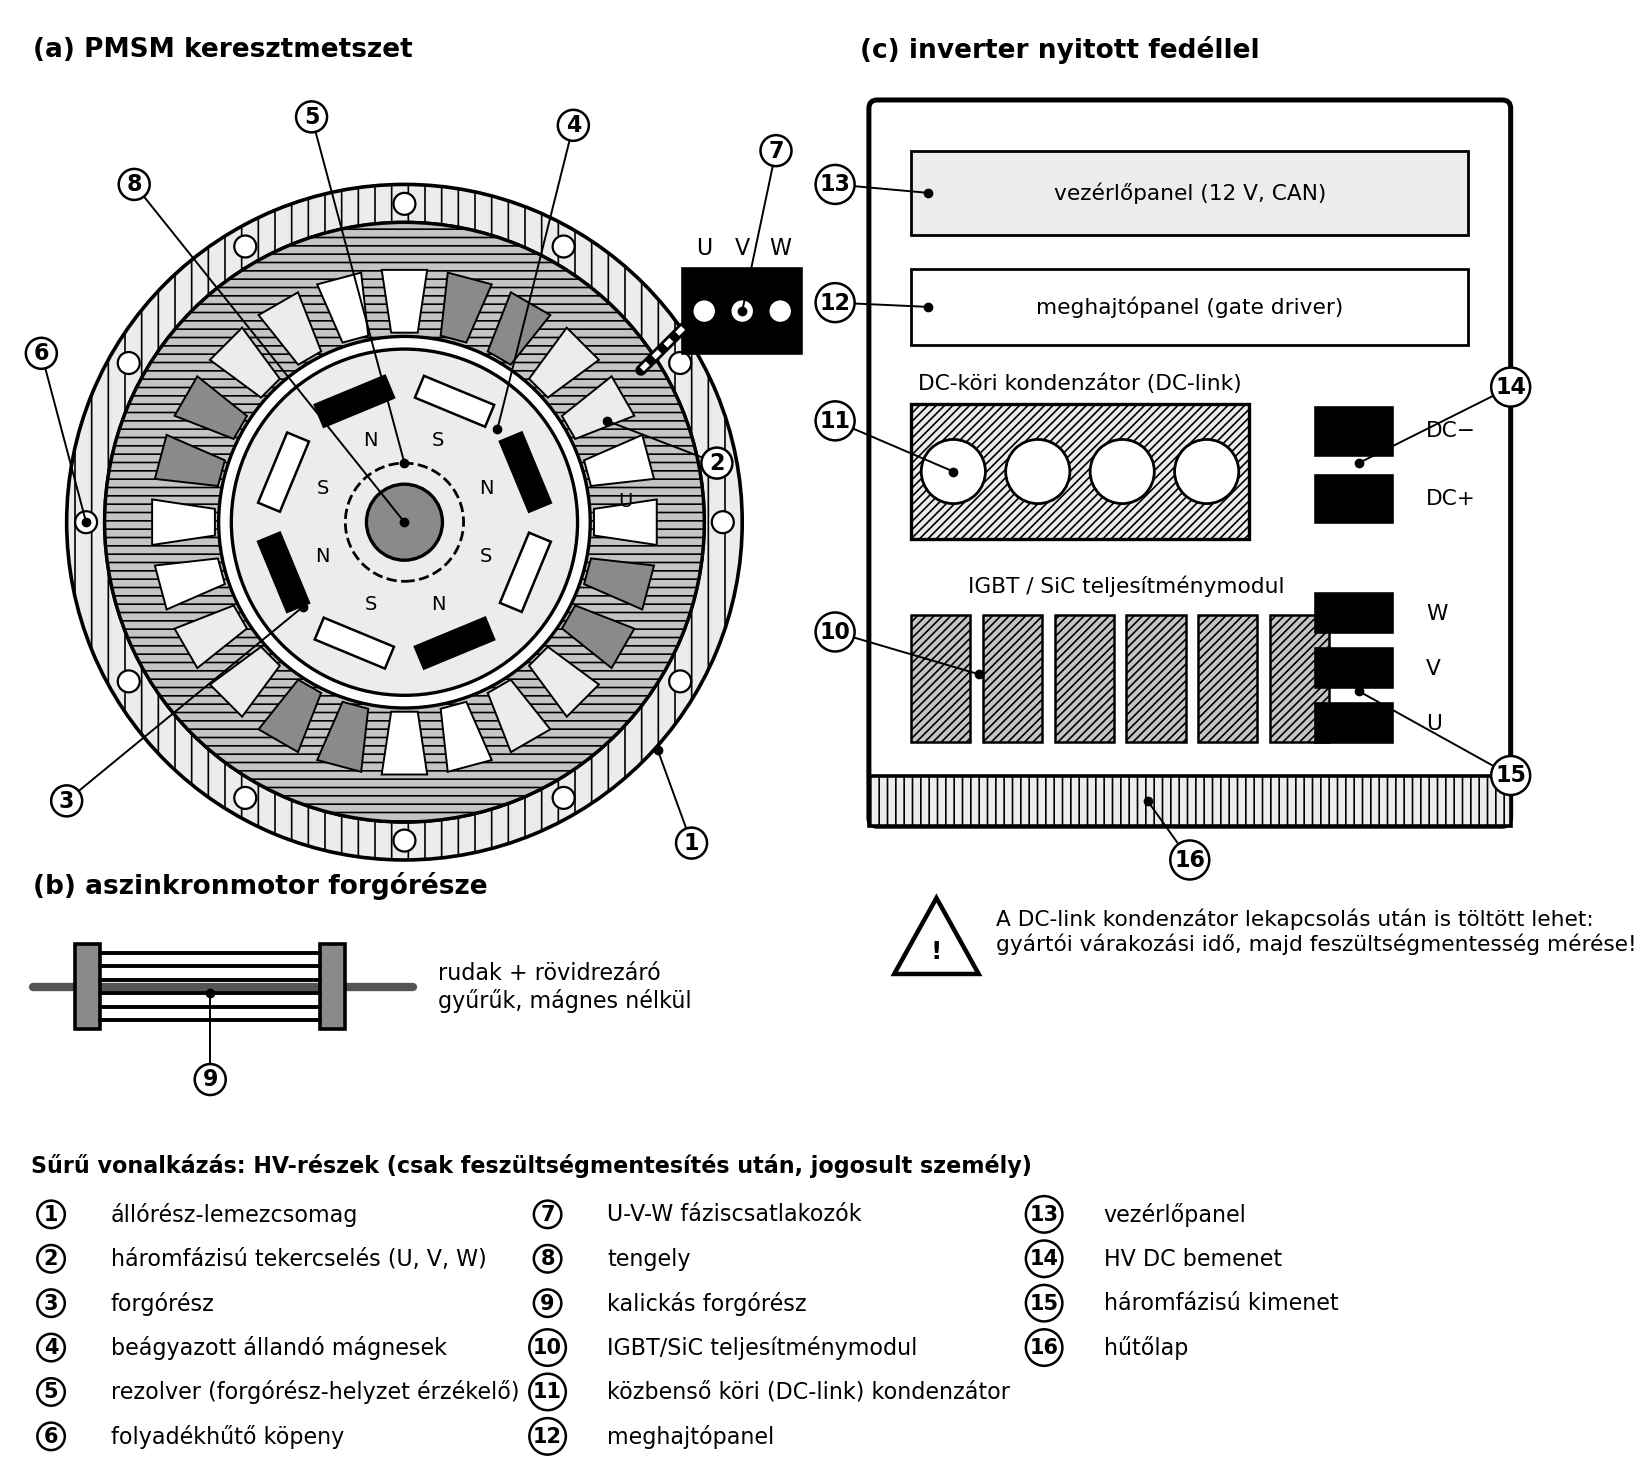 (a) PMSM keresztmetszet
(c) inverter nyitott fedéllel
5
4
7
8
13
vezérlőpanel (12 V, CAN)
U V W
12
meghajtópanel (gate driver)
6
DC-köri kondenzátor (DC-link)
14
11
DC−
N S
2
S N
U
DC+
N S
S N
IGBT / SiC teljesítménymodul
10
W
V
U
3
15
1
16
(b) aszinkronmotor forgórésze
!
A DC-link kondenzátor lekapcsolás után is töltött lehet:
gyártói várakozási idő, majd feszültségmentesség mérése!
rudak + rövidrezáró
gyűrűk, mágnes nélkül
9
Sűrű vonalkázás: HV-részek (csak feszültségmentesítés után, jogosult személy)
1 állórész-lemezcsomag
2 háromfázisú tekercselés (U, V, W)
3 forgórész
4 beágyazott állandó mágnesek
5 rezolver (forgórész-helyzet érzékelő)
6 folyadékhűtő köpeny
7 U-V-W fáziscsatlakozók
8 tengely
9 kalickás forgórész
10 IGBT/SiC teljesítménymodul
11 közbenső köri (DC-link) kondenzátor
12 meghajtópanel
13 vezérlőpanel
14 HV DC bemenet
15 háromfázisú kimenet
16 hűtőlap